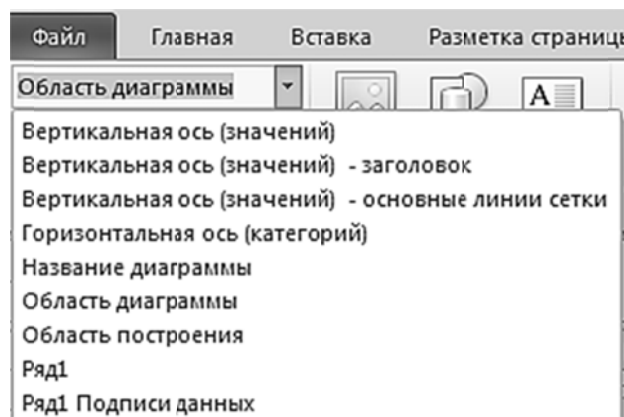 Файл Главная Вставка Разметка страницы
Область диаграммы A
Вертикальная ось (значений)
Вертикальная ось (значений) - заголовок
Вертикальная ось (значений) - основные линии сетки
Горизонтальная ось (категорий)
Название диаграммы
Область диаграммы
Область построения
Ряд1
Ряд1 Подписи данных